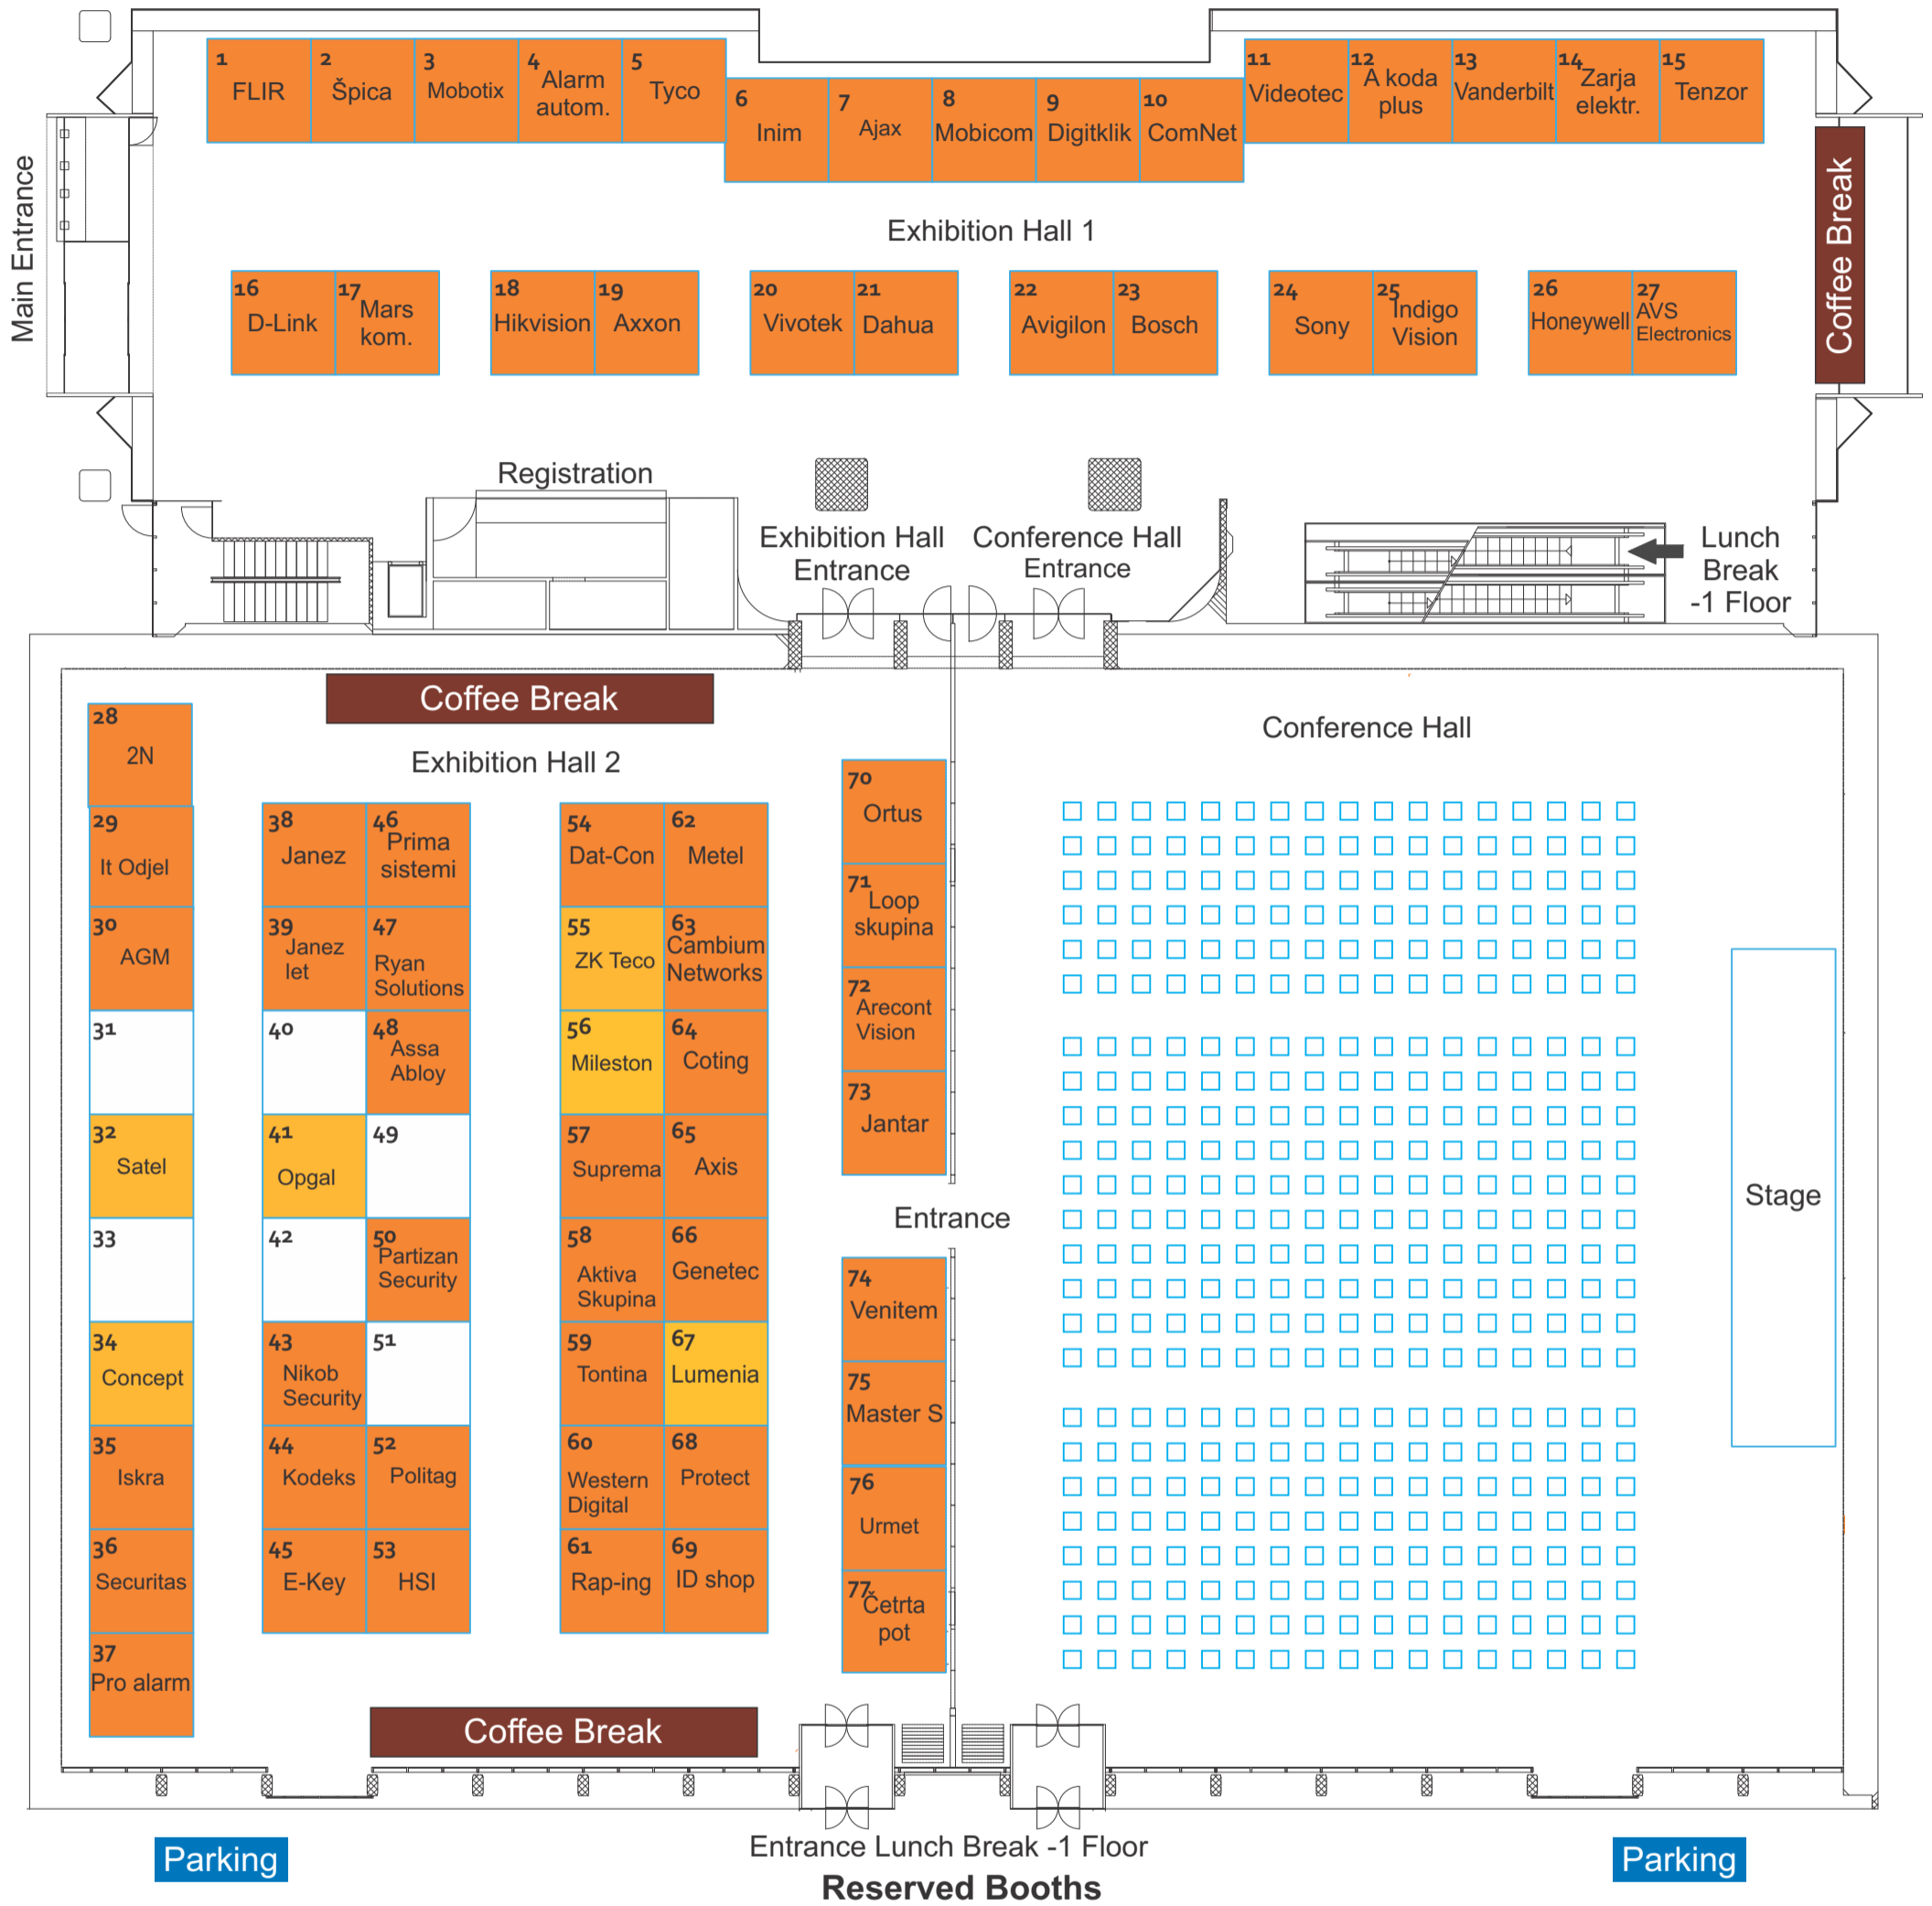 1
FLIR
2
Špica
3
Mobotix
4
Alarm
autom.
5
Tyco
6
Inim
7
Ajax
8
Mobicom
9
Digitklik
10
ComNet
11
Videotec
12
A koda
plus
13
Vanderbilt
14
Zarja
elektr.
15
Tenzor
Main Entrance
Exhibition Hall 1
Coffee Break
16
D-Link
17
Mars
kom.
18
Hikvision
19
Axxon
20
Vivotek
21
Dahua
22
Avigilon
23
Bosch
24
Sony
25
Indigo
Vision
26
Honeywell
27
AVS
Electronics
Registration
Exhibition Hall
Entrance
Conference Hall
Entrance
Lunch
Break
-1 Floor
Coffee Break
Exhibition Hall 2
Conference Hall
28
2N
29
It Odjel
30
AGM
31
32
Satel
33
34
Concept
35
Iskra
36
Securitas
37
Pro alarm
38
Janez
39
Janez
let
40
41
Opgal
42
43
Nikob
Security
44
Kodeks
45
E-Key
46
Prima
sistemi
47
Ryan
Solutions
48
Assa
Abloy
49
50
Partizan
Security
51
52
Politag
53
HSI
54
Dat-Con
55
ZK Teco
56
Mileston
57
Suprema
58
Aktiva
Skupina
59
Tontina
60
Western
Digital
61
Rap-ing
62
Metel
63
Cambium
Networks
64
Coting
65
Axis
66
Genetec
67
Lumenia
68
Protect
69
ID shop
70
Ortus
71
Loop
skupina
72
Arecont
Vision
73
Jantar
Entrance
74
Venitem
75
Master S
76
Urmet
77
Četrta
pot
Stage
Coffee Break
Parking
Entrance Lunch Break -1 Floor
Parking
Reserved Booths